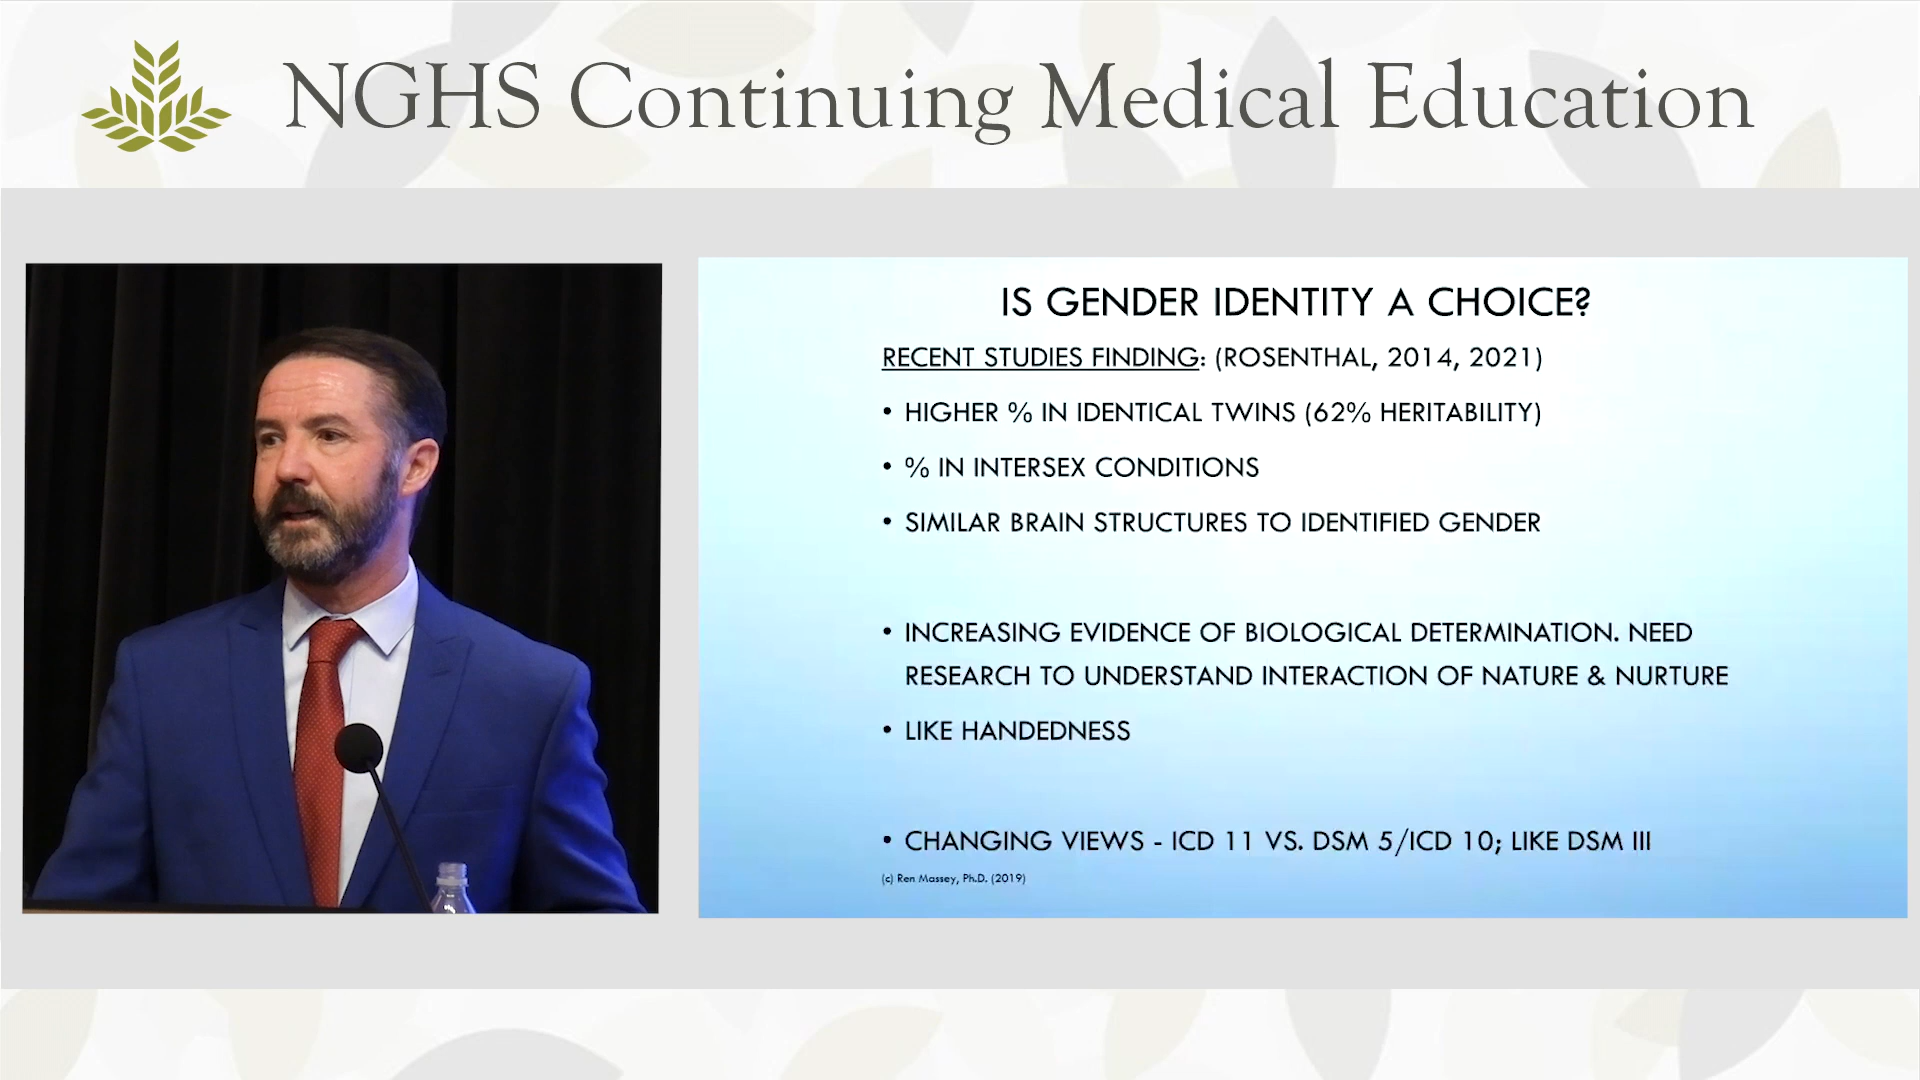 NGHS Continuing Medical Education
IS GENDER IDENTITY A CHOICE?
RECENT STUDIES FINDING: (ROSENTHAL, 2014, 2021)
• HIGHER % IN IDENTICAL TWINS (62% HERITABILITY)
• % IN INTERSEX CONDITIONS
• SIMILAR BRAIN STRUCTURES TO IDENTIFIED GENDER
• INCREASING EVIDENCE OF BIOLOGICAL DETERMINATION. NEED
RESEARCH TO UNDERSTAND INTERACTION OF NATURE & NURTURE
• LIKE HANDEDNESS
• CHANGING VIEWS - ICD 11 VS. DSM 5/ICD 10; LIKE DSM III
(c) Ren Massey, Ph.D. (2019)